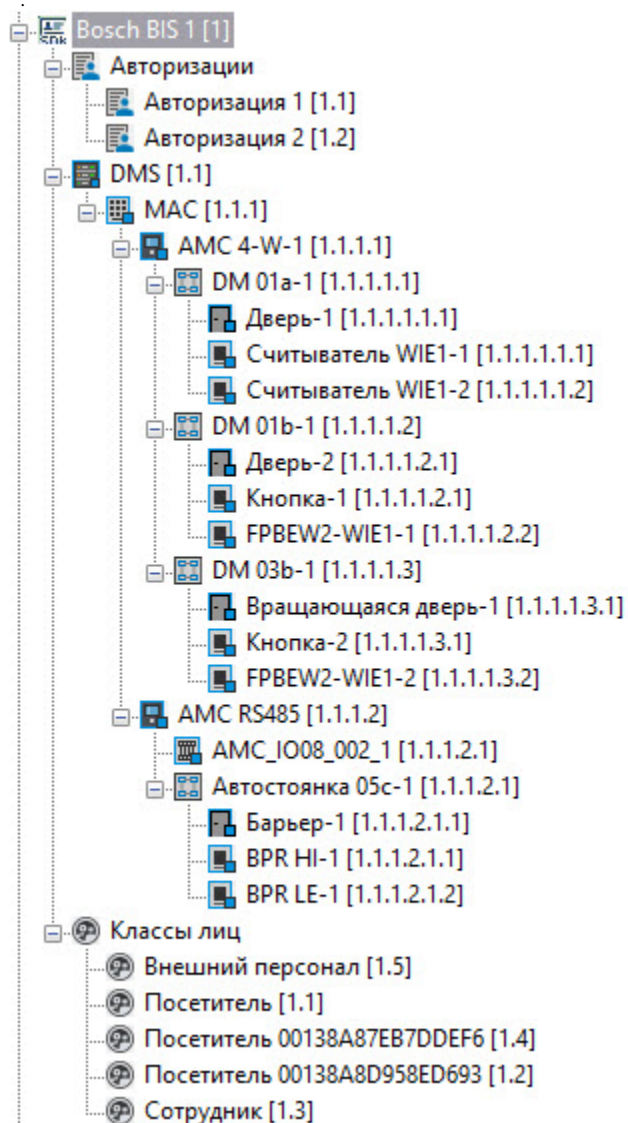 Bosch BIS 1 [1]
Авторизации
Авторизация 1 [1.1]
Авторизация 2 [1.2]
DMS [1.1]
MAC [1.1.1]
AMC 4-W-1 [1.1.1.1]
DM 01a-1 [1.1.1.1.1]
Дверь-1 [1.1.1.1.1.1]
Считыватель WIE1-1 [1.1.1.1.1.1]
Считыватель WIE1-2 [1.1.1.1.1.2]
DM 01b-1 [1.1.1.1.2]
Дверь-2 [1.1.1.1.2.1]
Кнопка-1 [1.1.1.1.2.1]
FPBEW2-WIE1-1 [1.1.1.1.2.2]
DM 03b-1 [1.1.1.1.3]
Вращающаяся дверь-1 [1.1.1.1.3.1]
Кнопка-2 [1.1.1.1.3.1]
FPBEW2-WIE1-2 [1.1.1.1.3.2]
AMC RS485 [1.1.1.2]
AMC_IO08_002_1 [1.1.1.2.1]
Автостоянка 05c-1 [1.1.1.2.1]
Барьер-1 [1.1.1.2.1.1]
BPR HI-1 [1.1.1.2.1.1]
BPR LE-1 [1.1.1.2.1.2]
Классы лиц
Внешний персонал [1.5]
Посетитель [1.1]
Посетитель 00138A87EB7DDEF6 [1.4]
Посетитель 00138A8D958ED693 [1.2]
Сотрудник [1.3]